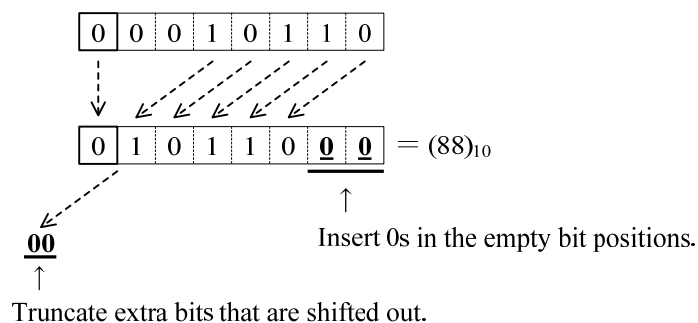 0 0 0 1 0 1 1 0
0 1 0 1 1 0 0 0 = (88)10
00
Insert 0s in the empty bit positions.
Truncate extra bits that are shifted out.